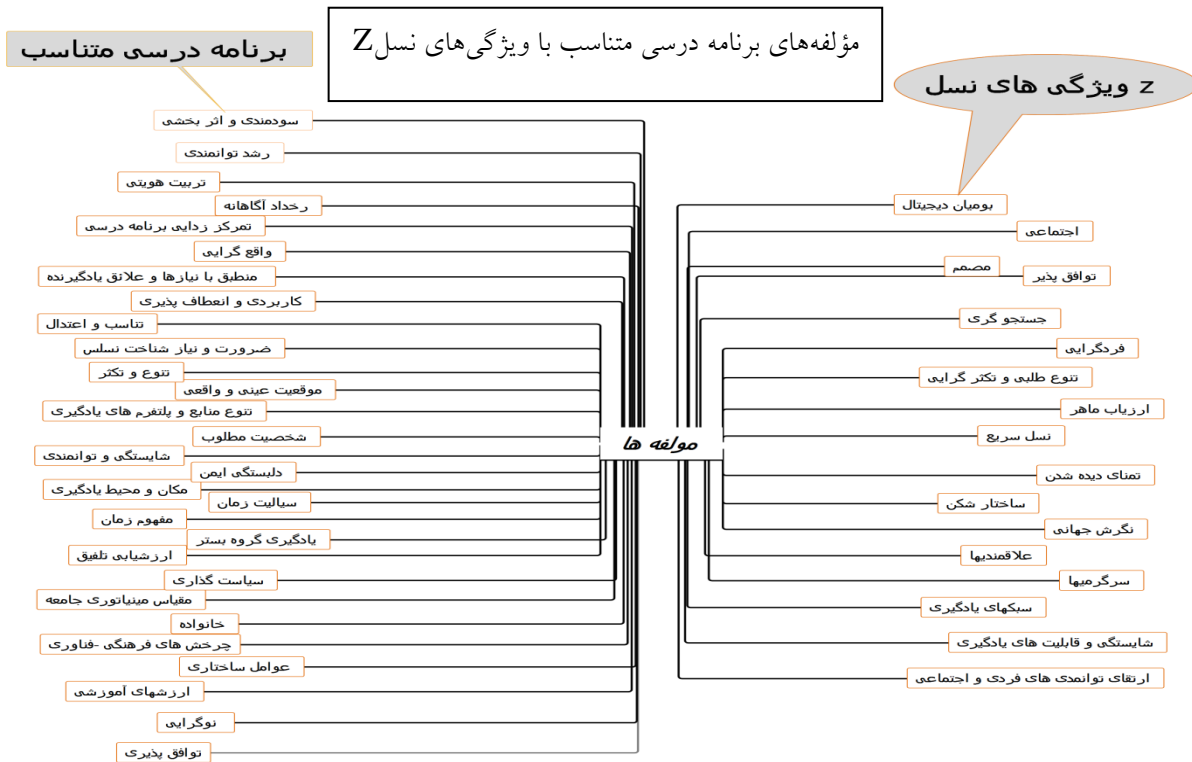 مؤلفه‌های برنامه درسی متناسب با ویژگی‌های نسلZ
ویژگی های نسل z
بومیان دیجیتال
اجتماعی
مصمم
توافق پذیر
جستجو گری
فردگرایی
تنوع طلبی و تکثر گرایی
ارزیاب ماهر
نسل سریع
تمنای دیده شدن
ساختار شکن
نگرش جهانی
علاقمندیها
سرگرمیها
سبکهای یادگیری
شایستگی و قابلیت های یادگیری
ارتقای توانمدی های فردی و اجتماعی
مولفه ها
برنامه درسی متناسب
سودمندی و اثر بخشی
رشد توانمندی
تربیت هویتی
رخداد آگاهانه
تمرکز زدایی برنامه درسی
واقع گرایی
منطبق با نیازها و علائق یادگیرنده
کاربردی و انعطاف پذیری
تناسب و اعتدال
ضرورت و نیاز شناخت نسلس
تنوع و تکثر
موقعیت عینی و واقعی
تنوع منابع و پلتفرم های یادگیری
شخصیت مطلوب
شایستگی و توانمندی
دلبستگی ایمن
مکان و محیط یادگیری
سیالیت زمان
مفهوم زمان
یادگیری گروه بستر
ارزشیابی تلفیق
سیاست گذاری
مقیاس مینیاتوری جامعه
خانواده
چرخش های فرهنگی -فناوری
عوامل ساختاری
ارزشهای آموزشی
نوگرایی
توافق پذیری